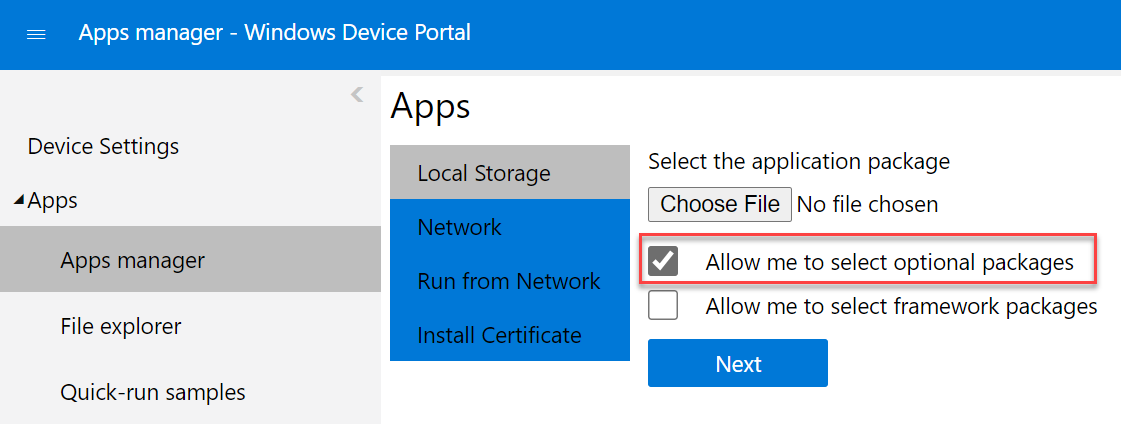 Apps manager - Windows Device Portal
Device Settings
Apps
Apps manager
File explorer
Quick-run samples
Apps
Local Storage
Network
Run from Network
Install Certificate
Select the application package
Choose File No file chosen
Allow me to select optional packages
Allow me to select framework packages
Next